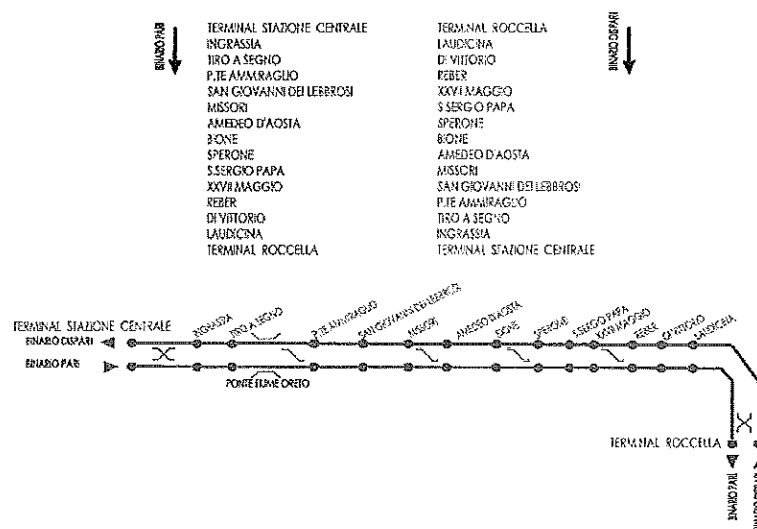 BINARIO PARI
TERMINAL STAZIONE CENTRALE
INGRASSIA
TIRO A SEGNO
P.TE AMMIRAGLIO
SAN GIOVANNI DEI LEBBROSI
MISSORI
AMEDEO D'AOSTA
BIONE
SPERONE
S.SERGIO PAPA
XXVII MAGGIO
REBER
DI VITTORIO
LAUDICINA
TERMINAL ROCCELLA
TERMINAL ROCCELLA
LAUDICINA
DI VITTORIO
REBER
XXVII MAGGIO
S.SERGIO PAPA
SPERONE
BIONE
AMEDEO D'AOSTA
MISSORI
SAN GIOVANNI DEI LEBBROSI
P.TE AMMIRAGLIO
TIRO A SEGNO
INGRASSIA
TERMINAL STAZIONE CENTRALE
BINARIO DISPARI
TERMINAL STAZIONE CENTRALE
BINARIO DISPARI
BINARIO PARI
INGRASSIA
TIRO A SEGNO
P.TE AMMIRAGLIO
SAN GIOVANNI DEI LEBBROSI
MISSORI
AMEDEO D'AOSTA
BIONE
SPERONE
S.SERGIO PAPA
XXVII MAGGIO
REBER
DI VITTORIO
LAUDICINA
PONTE FIUME ORETO
TERMINAL ROCCELLA
BINARIO PARI